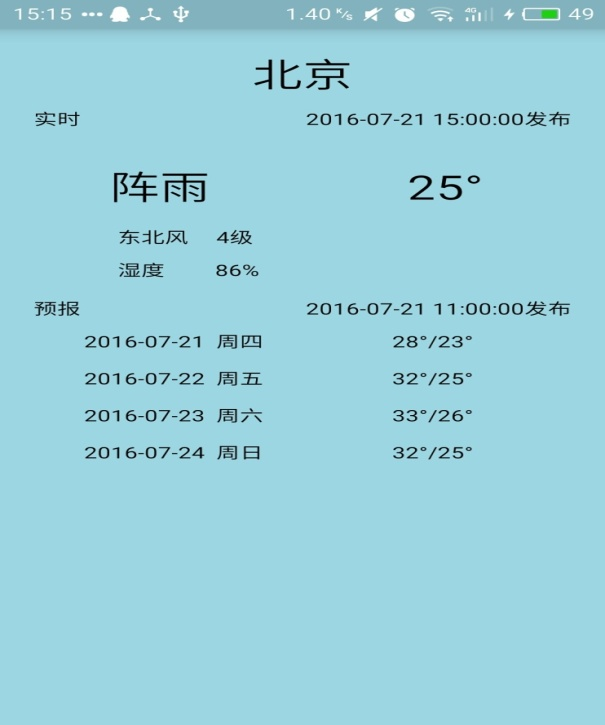 15:15 ••• 1.40 K/s 4G 49
北京
实时 2016-07-21 15:00:00发布
阵雨 25°
东北风 4级
湿度 86%
预报 2016-07-21 11:00:00发布
2016-07-21 周四 28°/23°
2016-07-22 周五 32°/25°
2016-07-23 周六 33°/26°
2016-07-24 周日 32°/25°